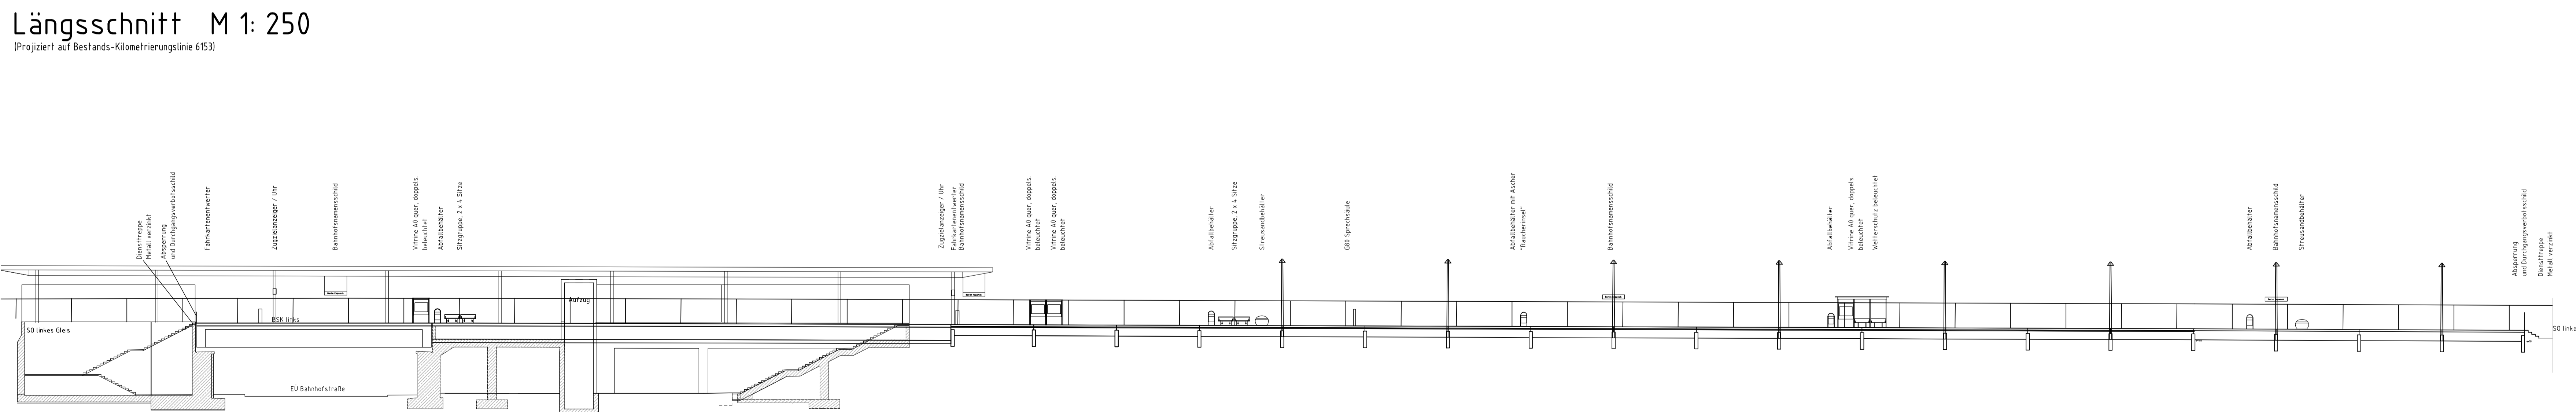 Längsschnitt M 1: 250
(Projiziert auf Bestands-Kilometrierungslinie 6153)
Diensttreppe
Metall verzinkt
Absperrung
und Durchgangsverbotsschild
Fahrkartenentwerter
Zugzielanzeiger / Uhr
Bahnhofsnamensschild
Vitrine A0 quer, doppels.
beleuchtet
Abfallbehälter
Sitzgruppe, 2 x 4 Sitze
Zugzielanzeiger / Uhr
Fahrkartenentwerter
Bahnhofsnamensschild
Vitrine A0 quer, doppels.
beleuchtet
Vitrine A0 quer, doppels.
beleuchtet
Abfallbehälter
Sitzgruppe, 2 x 4 Sitze
Streusandbehälter
G80 Sprechsäule
Abfallbehälter mit Ascher
"Raucherinsel"
Bahnhofsnamensschild
Abfallbehälter
Vitrine A0 quer, doppels.
beleuchtet
Wetterschutz beleuchtet
Abfallbehälter
Bahnhofsnamensschild
Streusandbehälter
Absperrung
und Durchgangsverbotsschild
Diensttreppe
Metall verzinkt
Aufzug
BSK links
SO linkes Gleis
SO linke
EÜ Bahnhofstraße